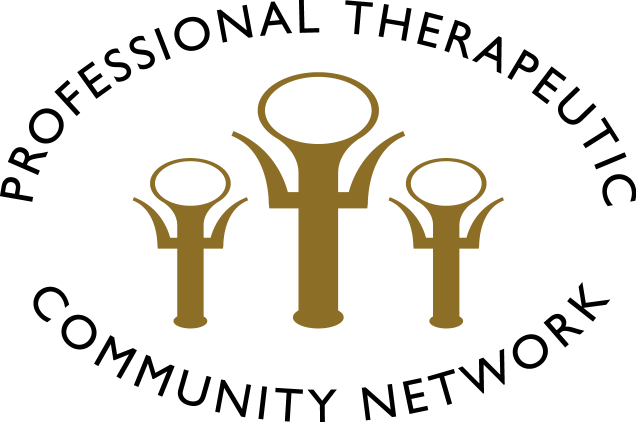 PROFESSIONAL THERAPEUTIC
COMMUNITY NETWORK